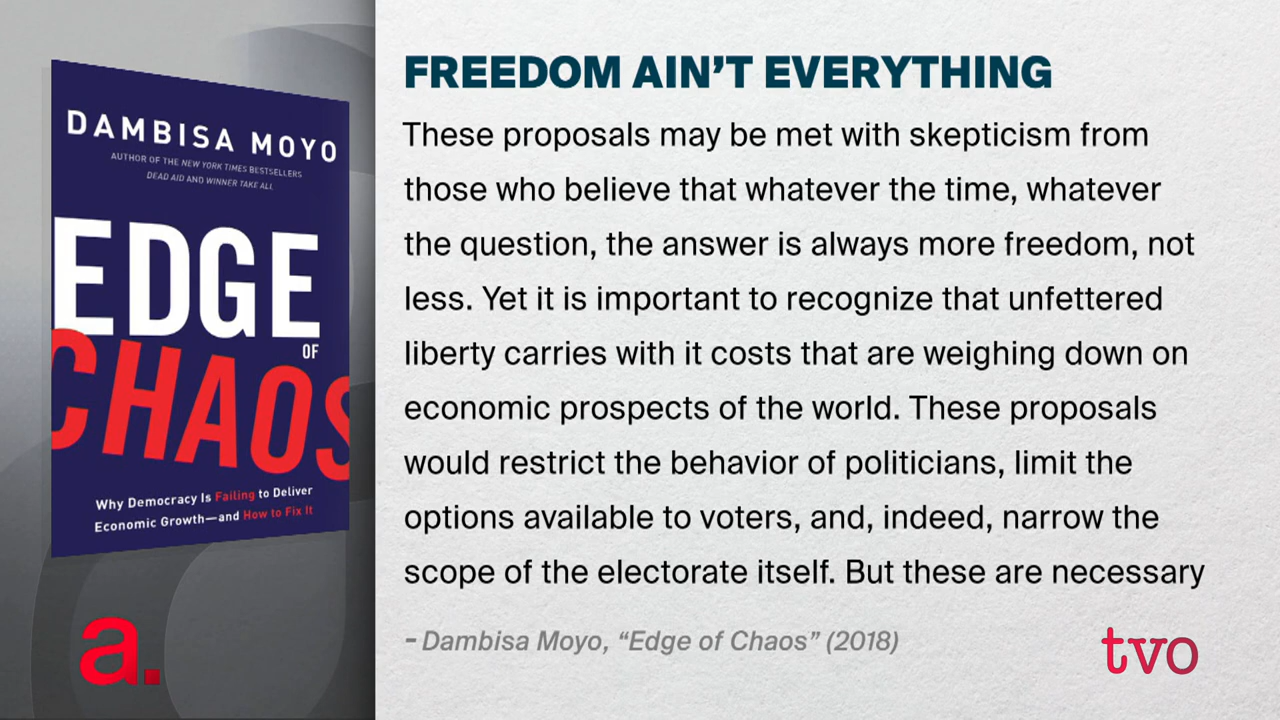 DAMBISA MOYO
AUTHOR OF THE NEW YORK TIMES BESTSELLERS
DEAD AID AND WINNER TAKE ALL
EDGE
OF
CHAOS
Why Democracy Is Failing to Deliver
Economic Growth—and How to Fix It
a.
FREEDOM AIN'T EVERYTHING
These proposals may be met with skepticism from
those who believe that whatever the time, whatever
the question, the answer is always more freedom, not
less. Yet it is important to recognize that unfettered
liberty carries with it costs that are weighing down on
economic prospects of the world. These proposals
would restrict the behavior of politicians, limit the
options available to voters, and, indeed, narrow the
scope of the electorate itself. But these are necessary
- Dambisa Moyo, “Edge of Chaos” (2018)
tvo